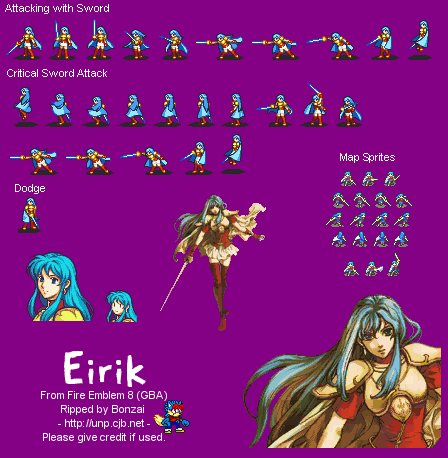 Attacking with Sword
Critical Sword Attack
Map Sprites
Dodge
Eirik
From Fire Emblem 8 (GBA)
Ripped by Bonzai
- http://unp.cjb.net -
Please give credit if used.